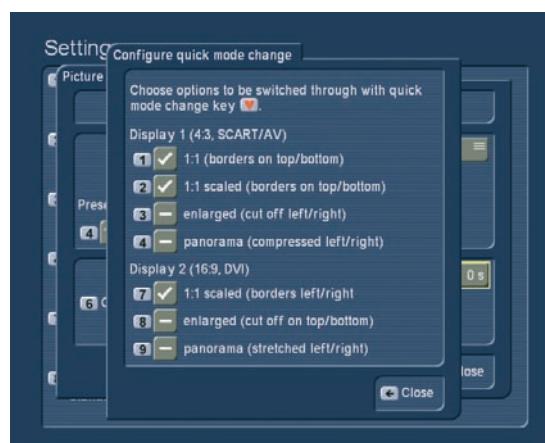 Setting
Configure quick mode change
Picture
Choose options to be switched through with quick
mode change key
Display 1 (4:3, SCART/AV)
1 1:1 (borders on top/bottom)
2 1:1 scaled (borders on top/bottom)
3 enlarged (cut off left/right)
4 panorama (compressed left/right)
Display 2 (16:9, DVI)
7 1:1 scaled (borders left/right
8 enlarged (cut off on top/bottom)
9 panorama (stretched left/right)
Close
Prese
4
0 s
6 C
lose